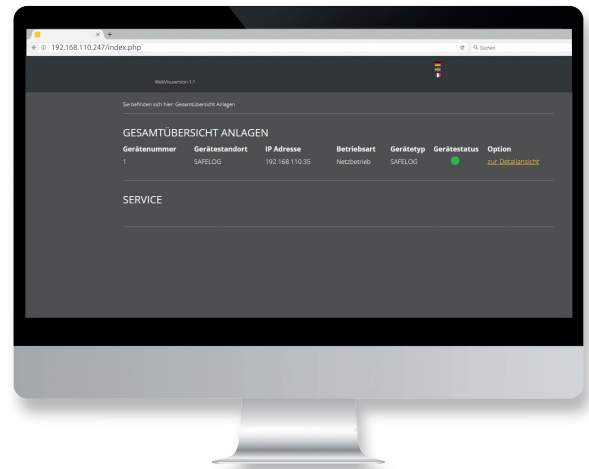 192.168.110.247/index.php
Suchen
WebVisuversion 1.1
Sie befinden sich hier: Gesamtübersicht Anlagen
GESAMTÜBERSICHT ANLAGEN
Gerätenummer Gerätestandort IP Adresse Betriebsart Gerätetyp Gerätestatus Option
1 SAFELOG 192.168.110.35 Netzbetrieb SAFELOG zur Detailansicht
SERVICE